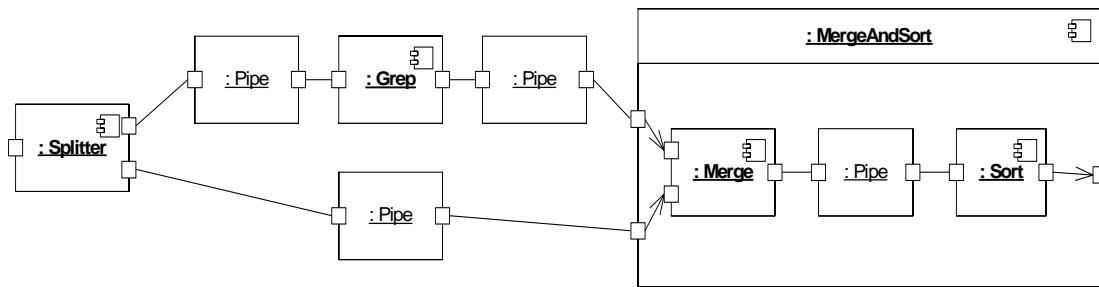 : MergeAndSort
: Pipe
: Grep
: Pipe
: Splitter
: Merge
: Pipe
: Sort
: Pipe